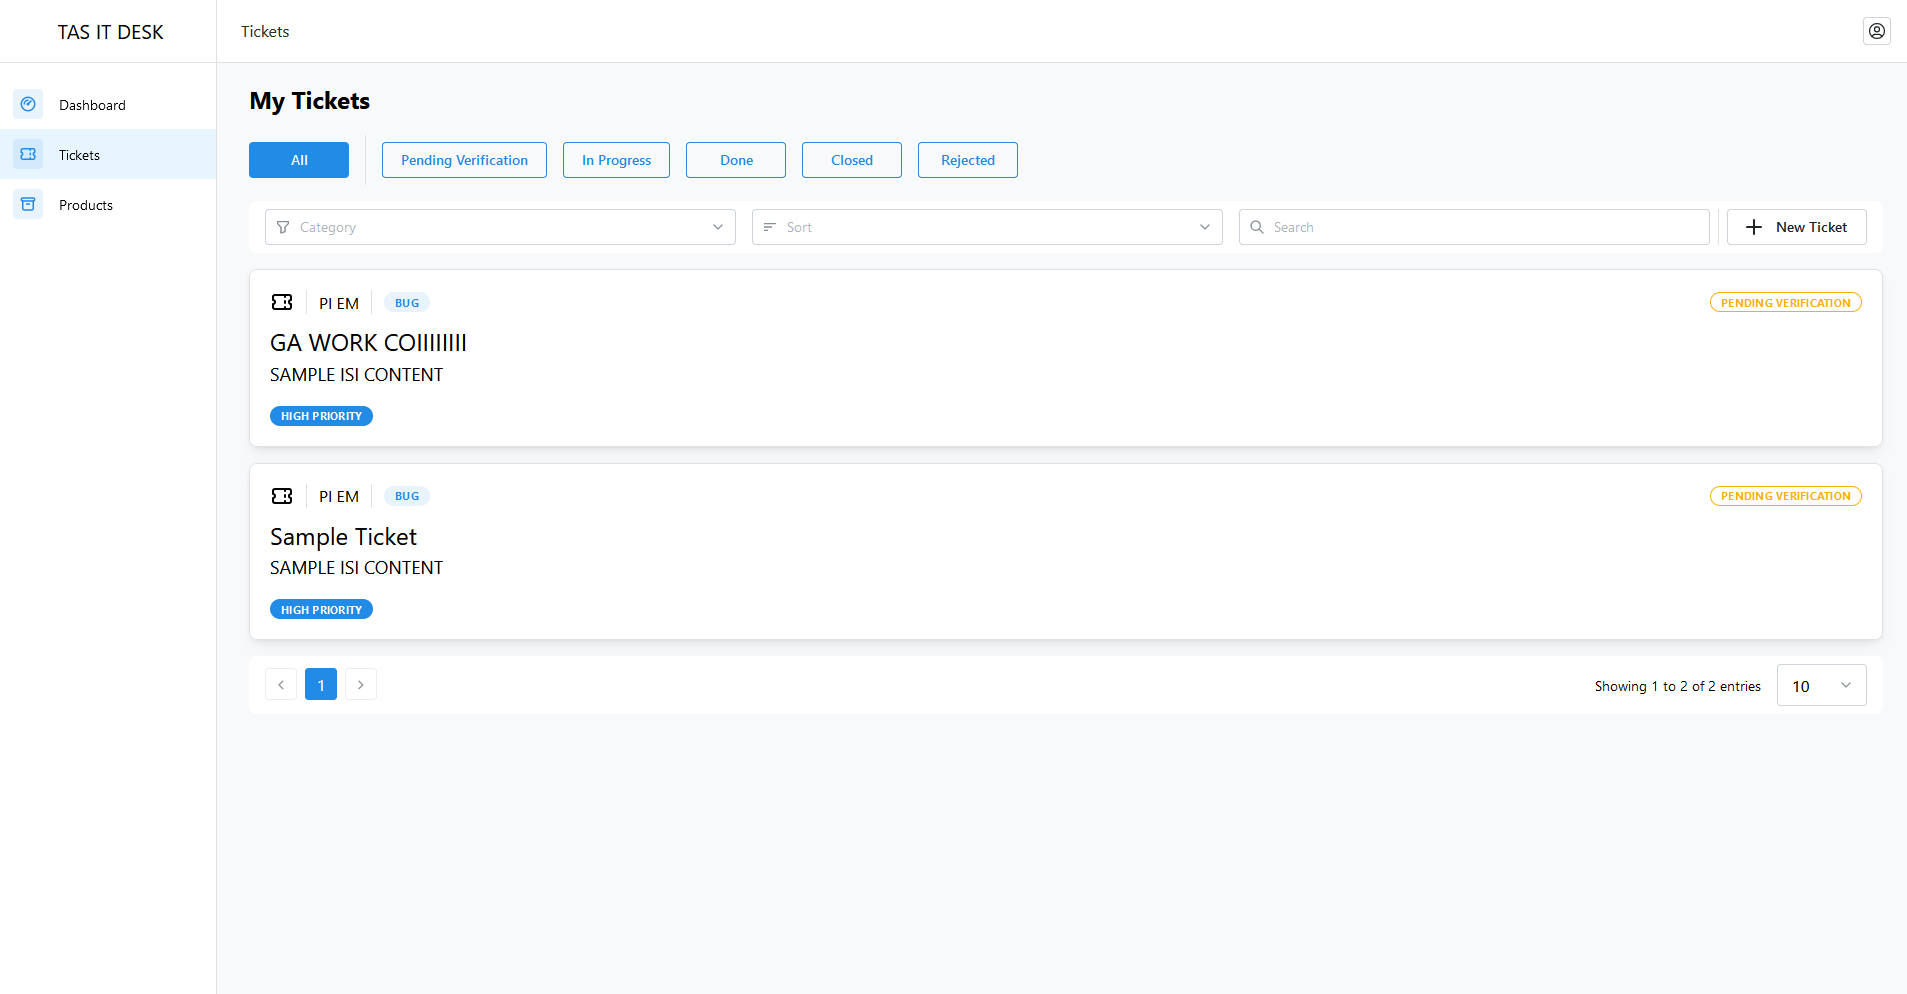 TAS IT DESK
Tickets
Dashboard
Tickets
Products
My Tickets
All
Pending Verification
In Progress
Done
Closed
Rejected
Category
Sort
Search
New Ticket
PI EM
BUG
PENDING VERIFICATION
GA WORK COIIIIIIII
SAMPLE ISI CONTENT
HIGH PRIORITY
PI EM
BUG
PENDING VERIFICATION
Sample Ticket
SAMPLE ISI CONTENT
HIGH PRIORITY
1
Showing 1 to 2 of 2 entries
10